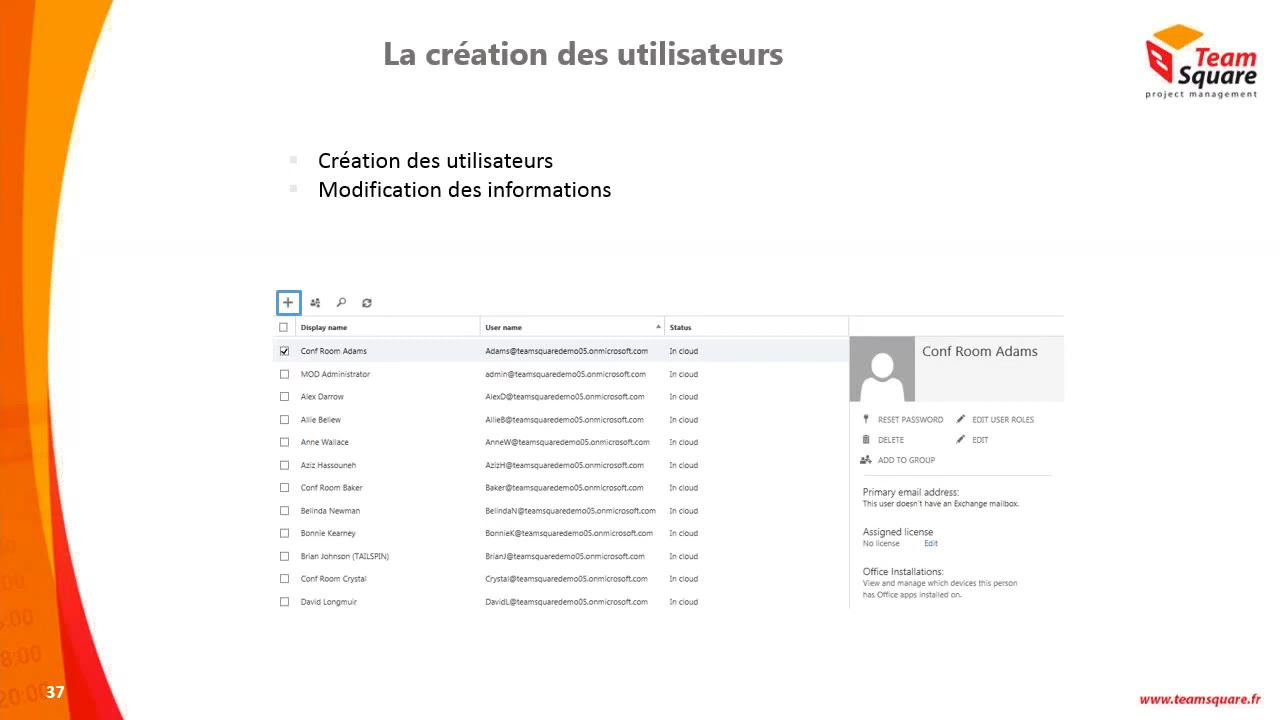 La création des utilisateurs
Team
Square
project management
Création des utilisateurs
Modification des informations
Display name User name Status
Conf Room Adams Adams@teamsquaredemo05.onmicrosoft.com In cloud
MOD Administrator admin@teamsquaredemo05.onmicrosoft.com In cloud
Alex Darrow AlexD@teamsquaredemo05.onmicrosoft.com In cloud
Allie Bellew AllieB@teamsquaredemo05.onmicrosoft.com In cloud
Anne Wallace AnneW@teamsquaredemo05.onmicrosoft.com In cloud
Aziz Hassouneh AzizH@teamsquaredemo05.onmicrosoft.com In cloud
Conf Room Baker Baker@teamsquaredemo05.onmicrosoft.com In cloud
Belinda Newman BelindaN@teamsquaredemo05.onmicrosoft.com In cloud
Bonnie Kearney BonnieK@teamsquaredemo05.onmicrosoft.com In cloud
Brian Johnson (TAILSPIN) BrianJ@teamsquaredemo05.onmicrosoft.com In cloud
Conf Room Crystal Crystal@teamsquaredemo05.onmicrosoft.com In cloud
David Longmuir DavidL@teamsquaredemo05.onmicrosoft.com In cloud
Conf Room Adams
RESET PASSWORD EDIT USER ROLES
DELETE EDIT
ADD TO GROUP
Primary email address:
This user doesn't have an Exchange mailbox.
Assigned license
No license Edit
Office Installations:
View and manage which devices this person
has Office apps installed on.
:00
:00
8:00
20:00
37
www.teamsquare.fr